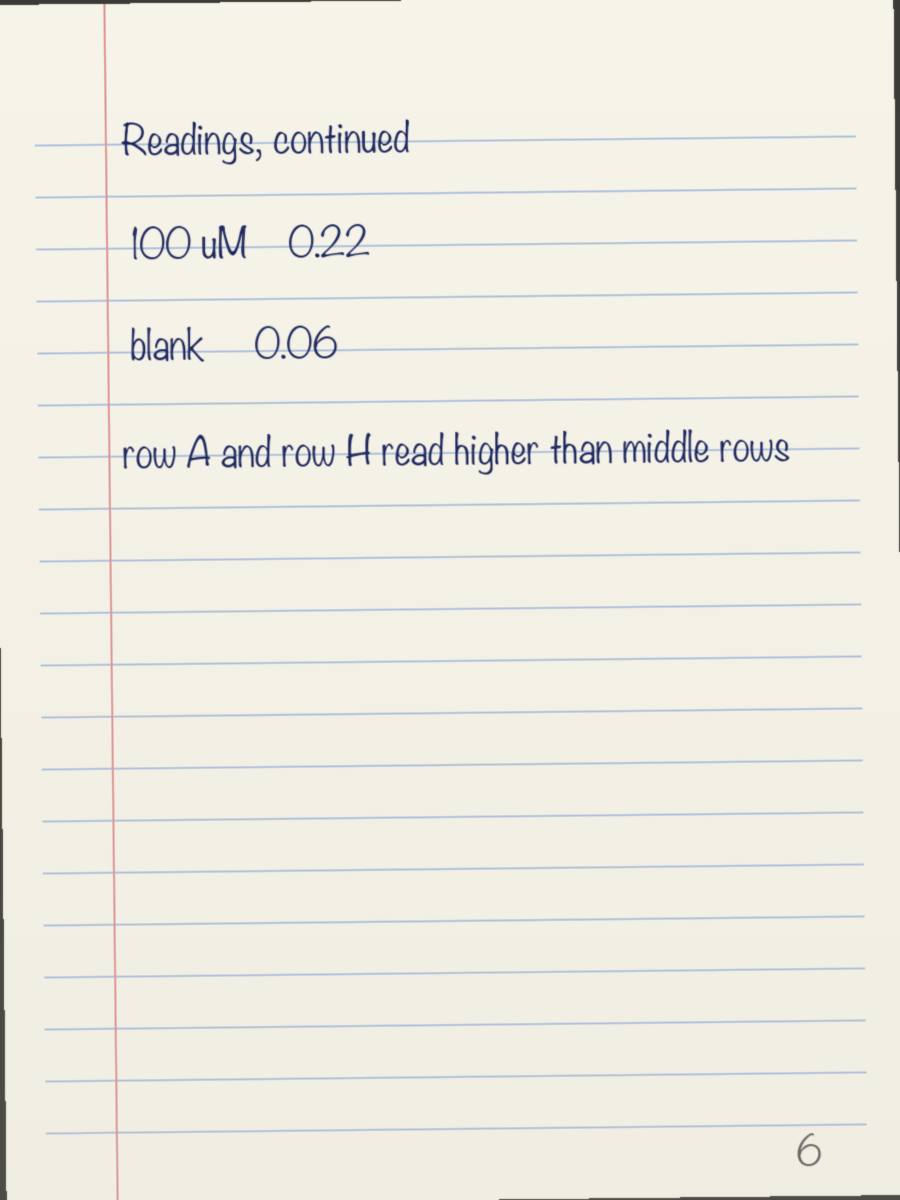 Readings, continued
100 uM 0.22
blank 0.06
row A and row H read higher than middle rows
6